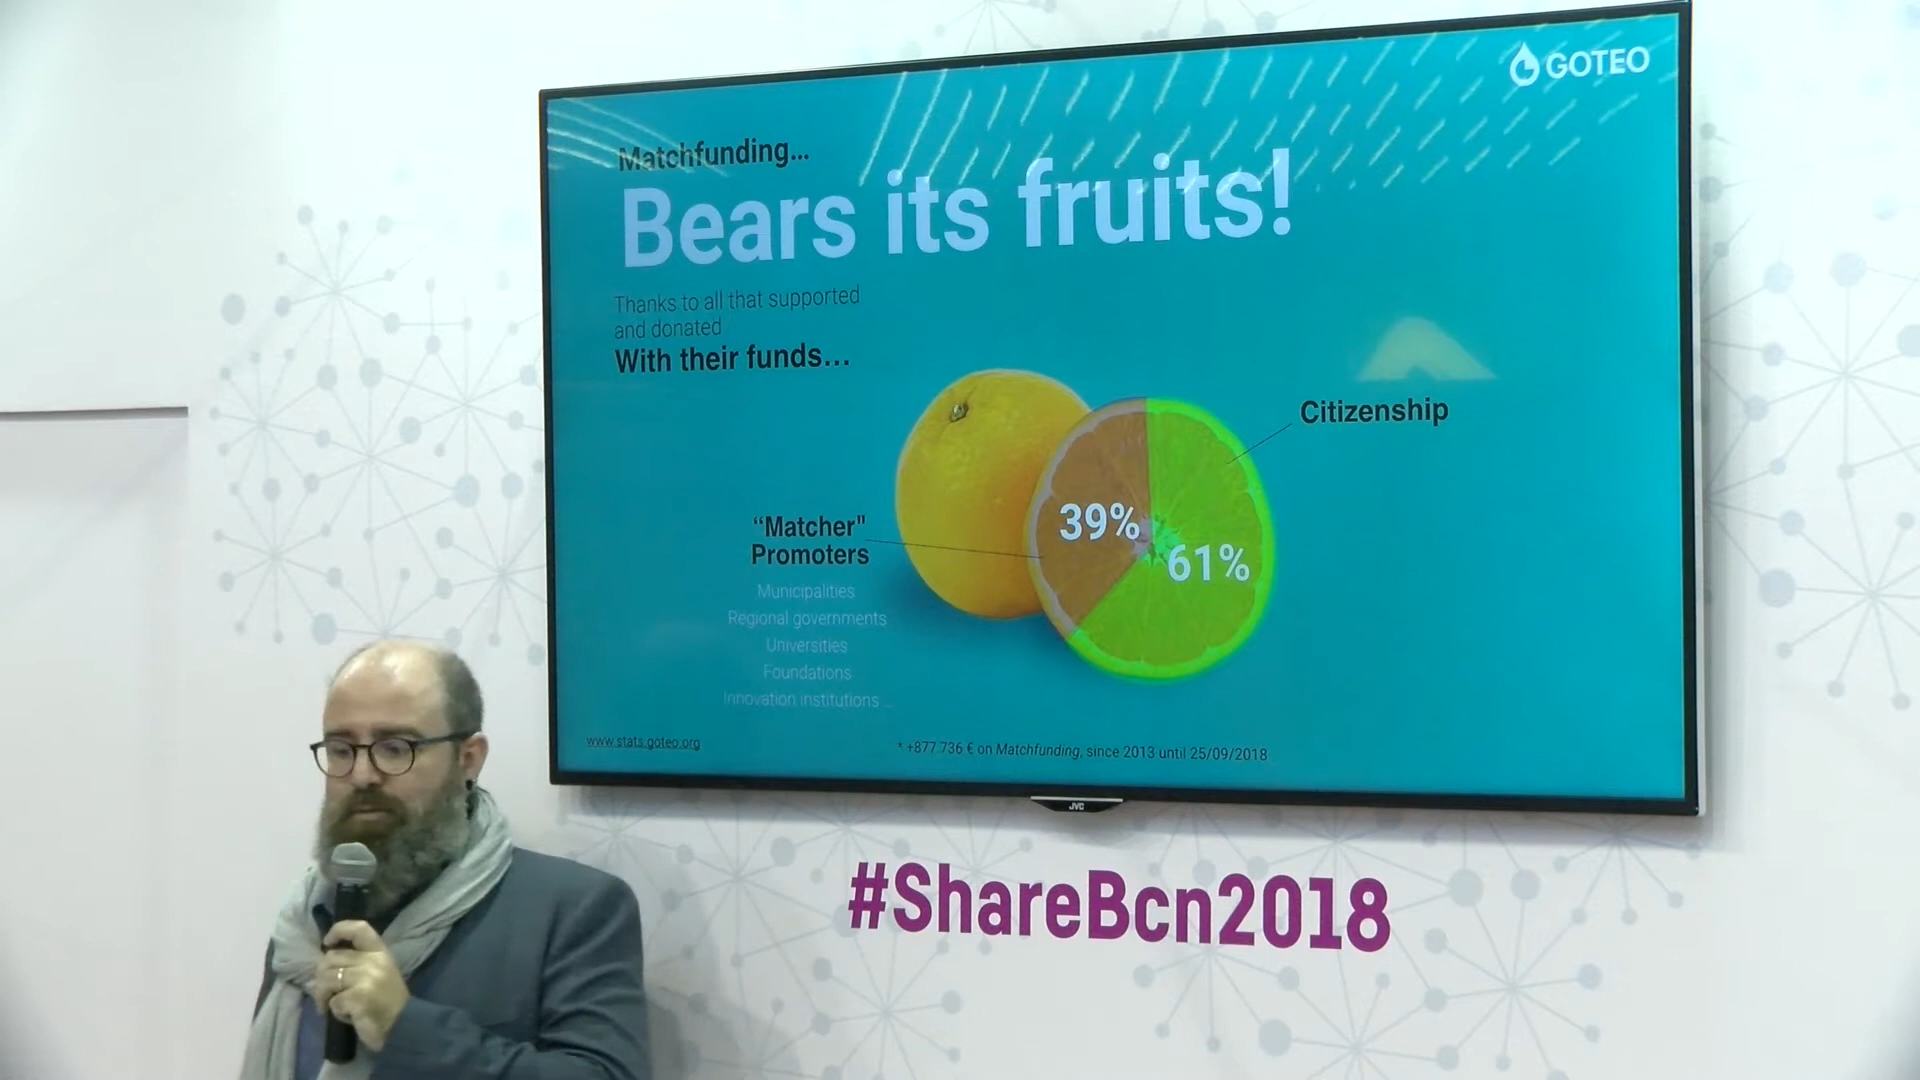 GOTEO
Matchfunding...
Bears its fruits!
Thanks to all that supported
and donated
With their funds...
Citizenship
39%
61%
“Matcher"
Promoters
Municipalities
Regional governments
Universities
Foundations
Innovation institutions ...
www.stats.goteo.org
* +877.736 € on Matchfunding, since 2013 until 25/09/2018
JVC
#ShareBcn2018